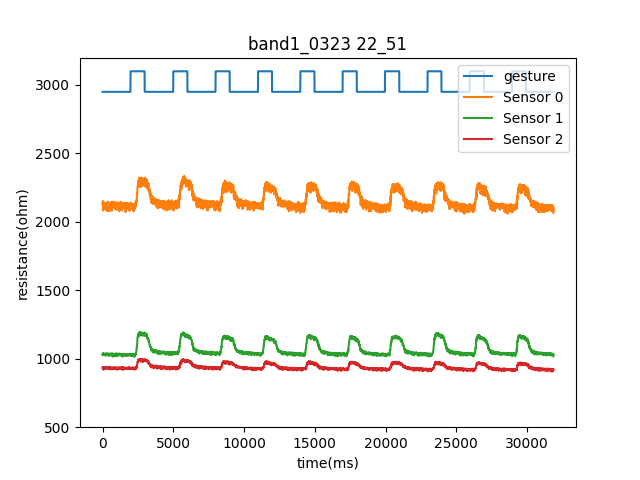 band1_0323 22_51
gesture
Sensor 0
Sensor 1
Sensor 2
resistance(ohm)
3000
2500
2000
1500
1000
500
0 5000 10000 15000 20000 25000 30000
time(ms)